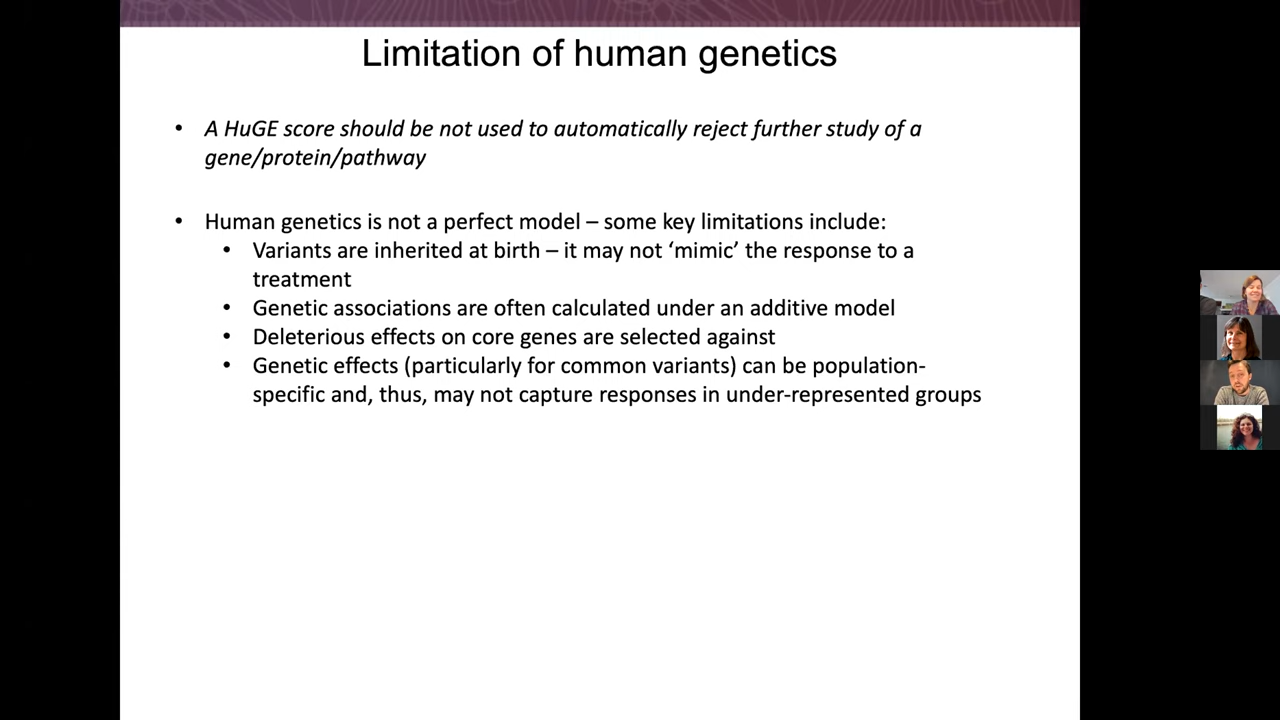 Limitation of human genetics
• A HuGE score should be not used to automatically reject further study of a
gene/protein/pathway
• Human genetics is not a perfect model – some key limitations include:
• Variants are inherited at birth – it may not ‘mimic’ the response to a
treatment
• Genetic associations are often calculated under an additive model
• Deleterious effects on core genes are selected against
• Genetic effects (particularly for common variants) can be population-
specific and, thus, may not capture responses in under-represented groups